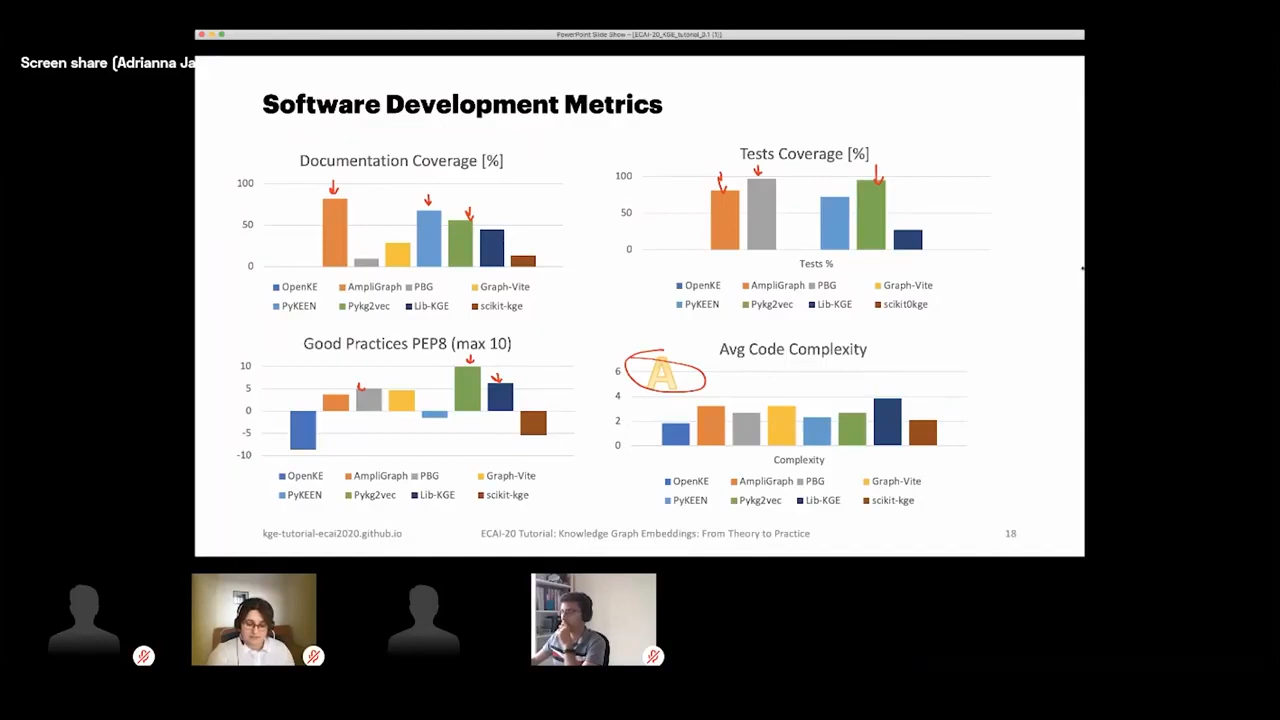 PowerPoint Slide Show - [ECAI-20_KGE_tutorial_3.1 [1]]
Screen share (Adrianna Ja
Software Development Metrics
Documentation Coverage [%]
100
50
0
OpenKE AmpliGraph PBG Graph-Vite
PyKEEN Pykg2vec Lib-KGE scikit-kge
Tests Coverage [%]
100
50
0
Tests %
OpenKE AmpliGraph PBG Graph-Vite
PyKEEN Pykg2vec Lib-KGE scikit0kge
Good Practices PEP8 (max 10)
10
5
0
-5
-10
OpenKE AmpliGraph PBG Graph-Vite
PyKEEN Pykg2vec Lib-KGE scikit-kge
Avg Code Complexity
A
6
4
2
0
Complexity
OpenKE AmpliGraph PBG Graph-Vite
PyKEEN Pykg2vec Lib-KGE scikit-kge
kge-tutorial-ecai2020.github.io ECAI-20 Tutorial: Knowledge Graph Embeddings: From Theory to Practice 18